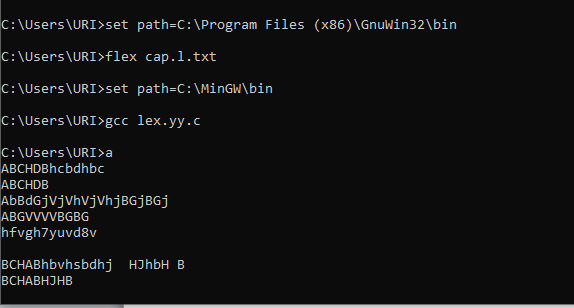 C:\Users\URI>set path=C:\Program Files (x86)\GnuWin32\bin
C:\Users\URI>flex cap.l.txt
C:\Users\URI>set path=C:\MinGW\bin
C:\Users\URI>gcc lex.yy.c
C:\Users\URI>a
ABCHDBhcbdhbc
ABCHDB
AbBdGjVjVhVjVhjBGjBGj
ABGVVVVBGBG
hfvgh7yuvd8v
BCHABhbvhsbdhj  HJhbH B
BCHABHJHB